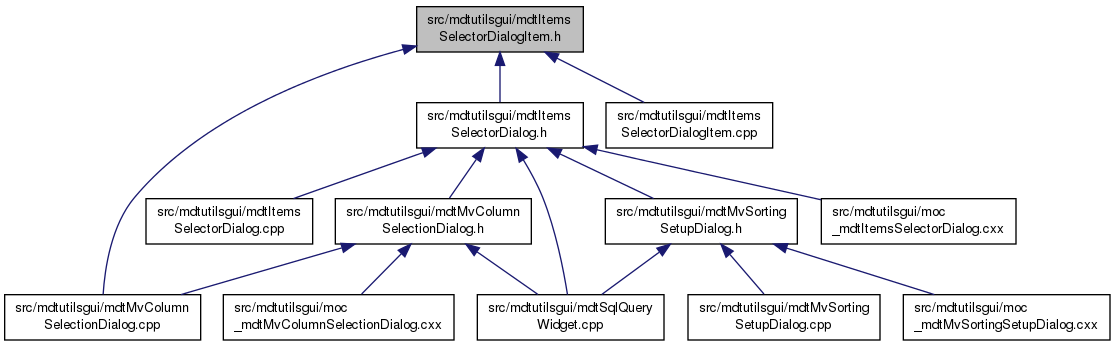 src/mdtutilsgui/mdtItems
SelectorDialogItem.h
src/mdtutilsgui/mdtItems
SelectorDialog.h
src/mdtutilsgui/mdtItems
SelectorDialogItem.cpp
src/mdtutilsgui/mdtItems
SelectorDialog.cpp
src/mdtutilsgui/mdtMvColumn
SelectionDialog.h
src/mdtutilsgui/mdtMvSorting
SetupDialog.h
src/mdtutilsgui/moc
_mdtItemsSelectorDialog.cxx
src/mdtutilsgui/mdtMvColumn
SelectionDialog.cpp
src/mdtutilsgui/moc
_mdtMvColumnSelectionDialog.cxx
src/mdtutilsgui/mdtSqlQuery
Widget.cpp
src/mdtutilsgui/mdtMvSorting
SetupDialog.cpp
src/mdtutilsgui/moc
_mdtMvSortingSetupDialog.cxx